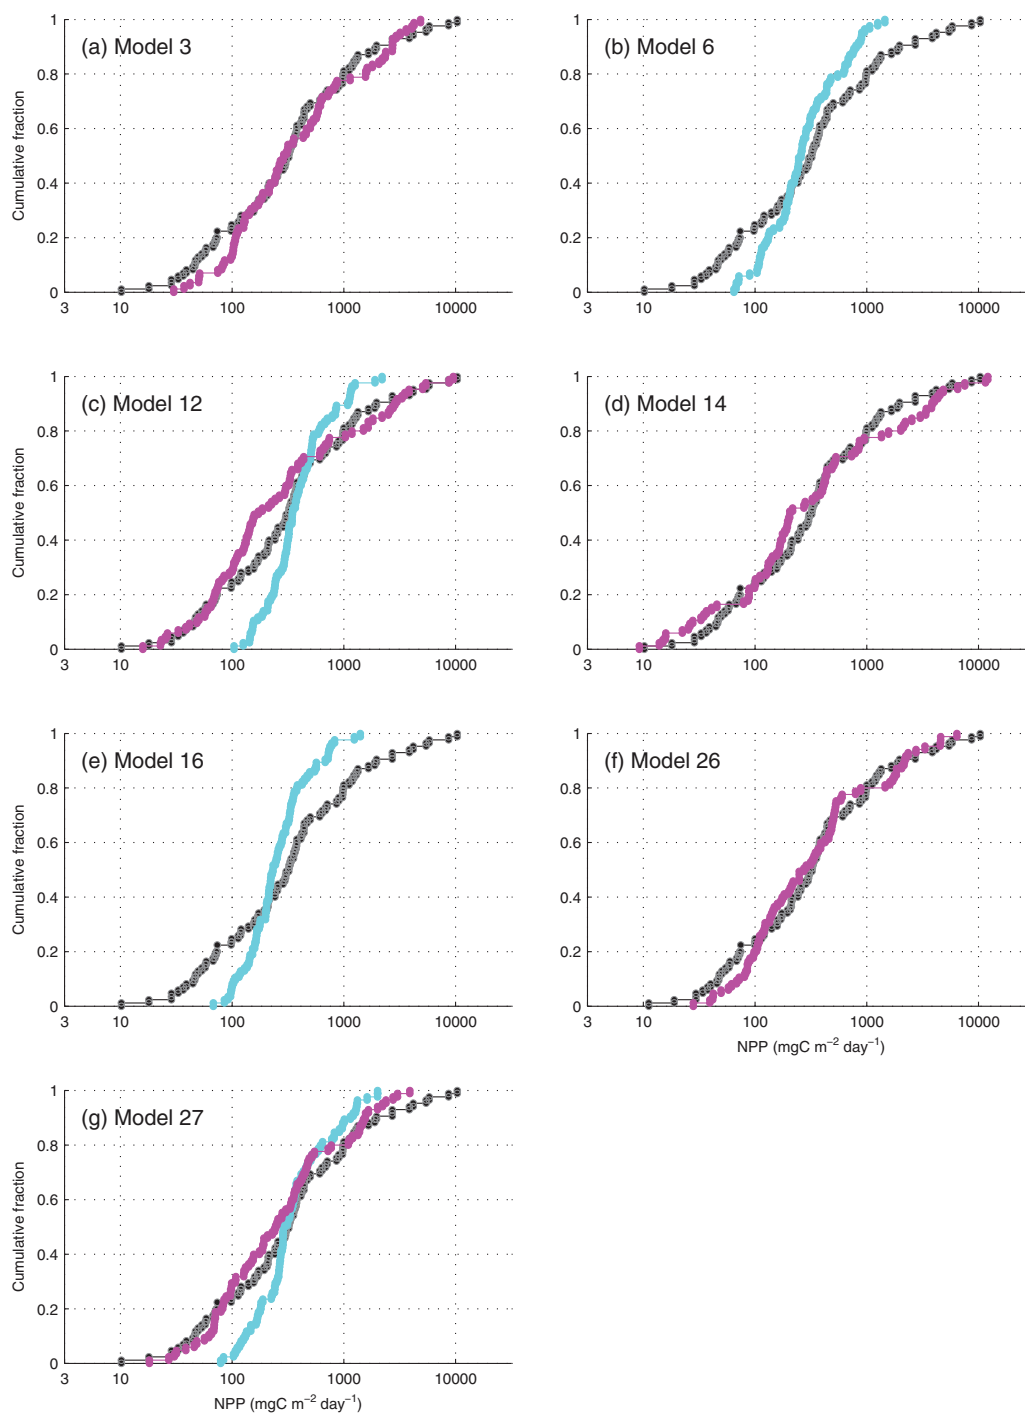 (a) Model 3
Cumulative fraction
1
0.8
0.6
0.4
0.2
0
3 10 100 1000 10000
(b) Model 6
1
0.8
0.6
0.4
0.2
0
3 10 100 1000 10000
(c) Model 12
Cumulative fraction
1
0.8
0.6
0.4
0.2
0
3 10 100 1000 10000
(d) Model 14
1
0.8
0.6
0.4
0.2
0
3 10 100 1000 10000
(e) Model 16
Cumulative fraction
1
0.8
0.6
0.4
0.2
0
3 10 100 1000 10000
(f) Model 26
1
0.8
0.6
0.4
0.2
0
3 10 100 1000 10000
NPP (mgC m⁻² day⁻¹)
(g) Model 27
Cumulative fraction
1
0.8
0.6
0.4
0.2
0
3 10 100 1000 10000
NPP (mgC m⁻² day⁻¹)